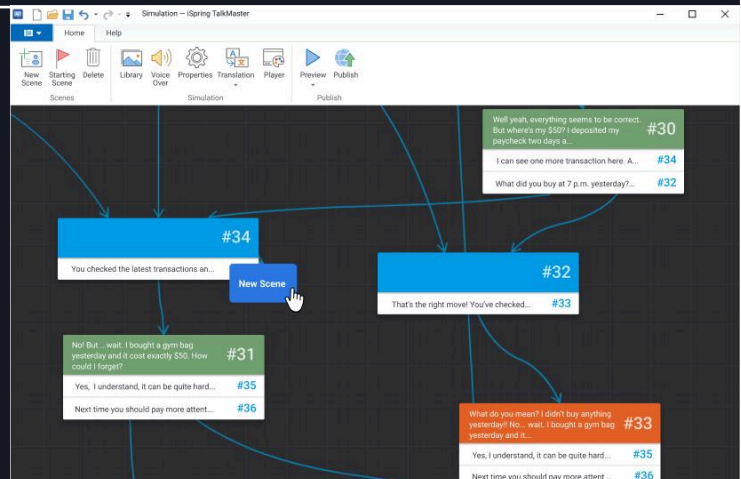 Simulation – iSpring TalkMaster
Home Help
New Scene
Starting Scene
Delete
Library
Voice Over
Properties
Translation
Player
Preview
Publish
Scenes Simulation Publish
Well yeah, everything seems to be correct.
But where's my $50? I deposited my
paycheck two days a...
#30
I can see one more transaction here. A... #34
What did you buy at 7 p.m. yesterday?... #32
#34
You checked the latest transactions an...
New Scene
#32
That's the right move! You've checked... #33
No! But ...wait. I bought a gym bag
yesterday and it cost exactly $50. How
could I forget?
#31
Yes, I understand, it can be quite hard... #35
Next time you should pay more attent... #36
What do you mean? I didn't buy anything
yesterday!! No... wait. I bought a gym bag
yesterday and it...
#33
Yes, I understand, it can be quite hard... #35
Next time you should pay more attent... #36